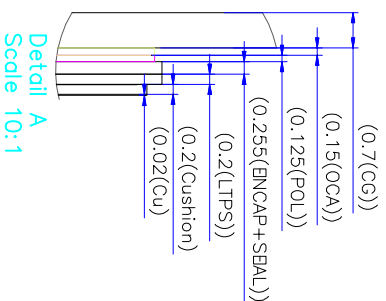 (0.7(CG))
(0.15(OCA))
(0.125(POL))
(0.255(ENCAP+SEAL))
(0.2(LTPS))
(0.2(Cushion)
(0.02(Cu)
Detail A
Scale 10:1